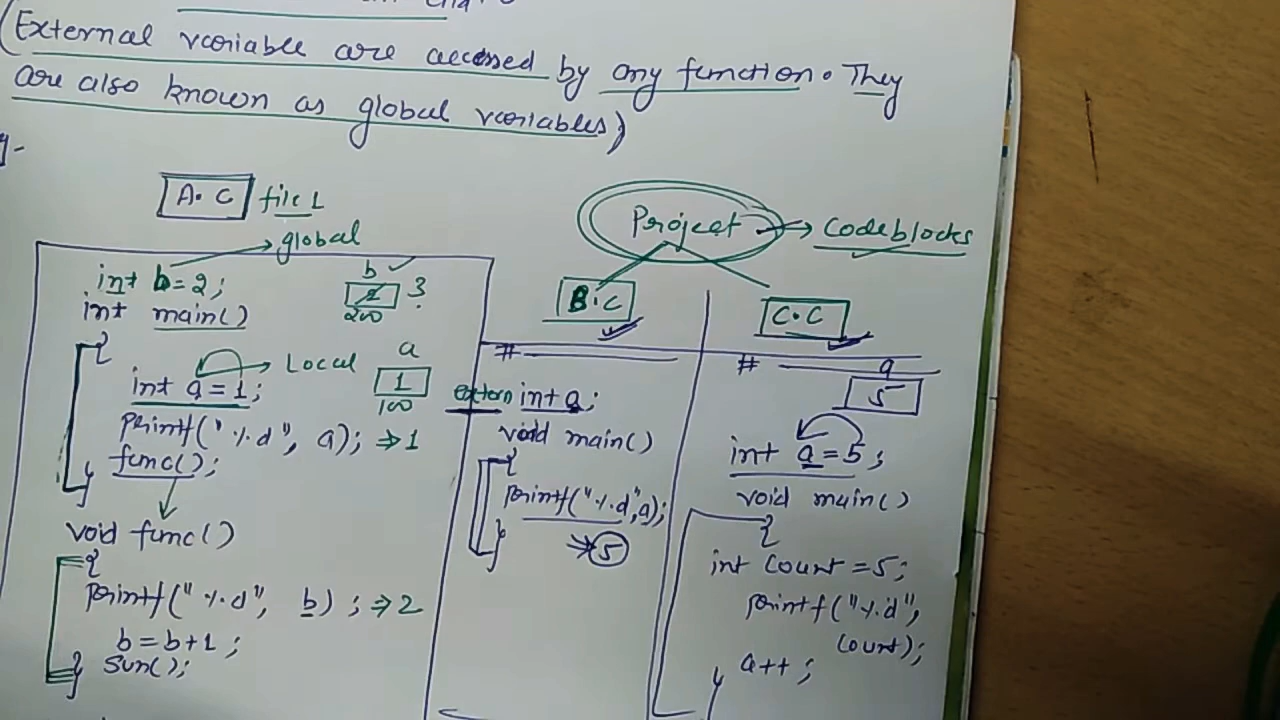 (External variable are accessed by any function. They
are also known as global variables)
A.C file 1
global
int b=2;
int main()
{
int a=1;
Local
printf("%d", a); ⇒1
func();
void func()
{
printf("%d", b); ⇒2
b=b+1;
} sun();
b
2 3
200
a
1
100
Project → Codeblocks
B.C
#
extern int a;
void main()
{
printf("%d",a);
}
⇒5
C.C
#
a
5
int a=5;
void main()
{
int count=5;
printf("%d",
count);
a++;
}